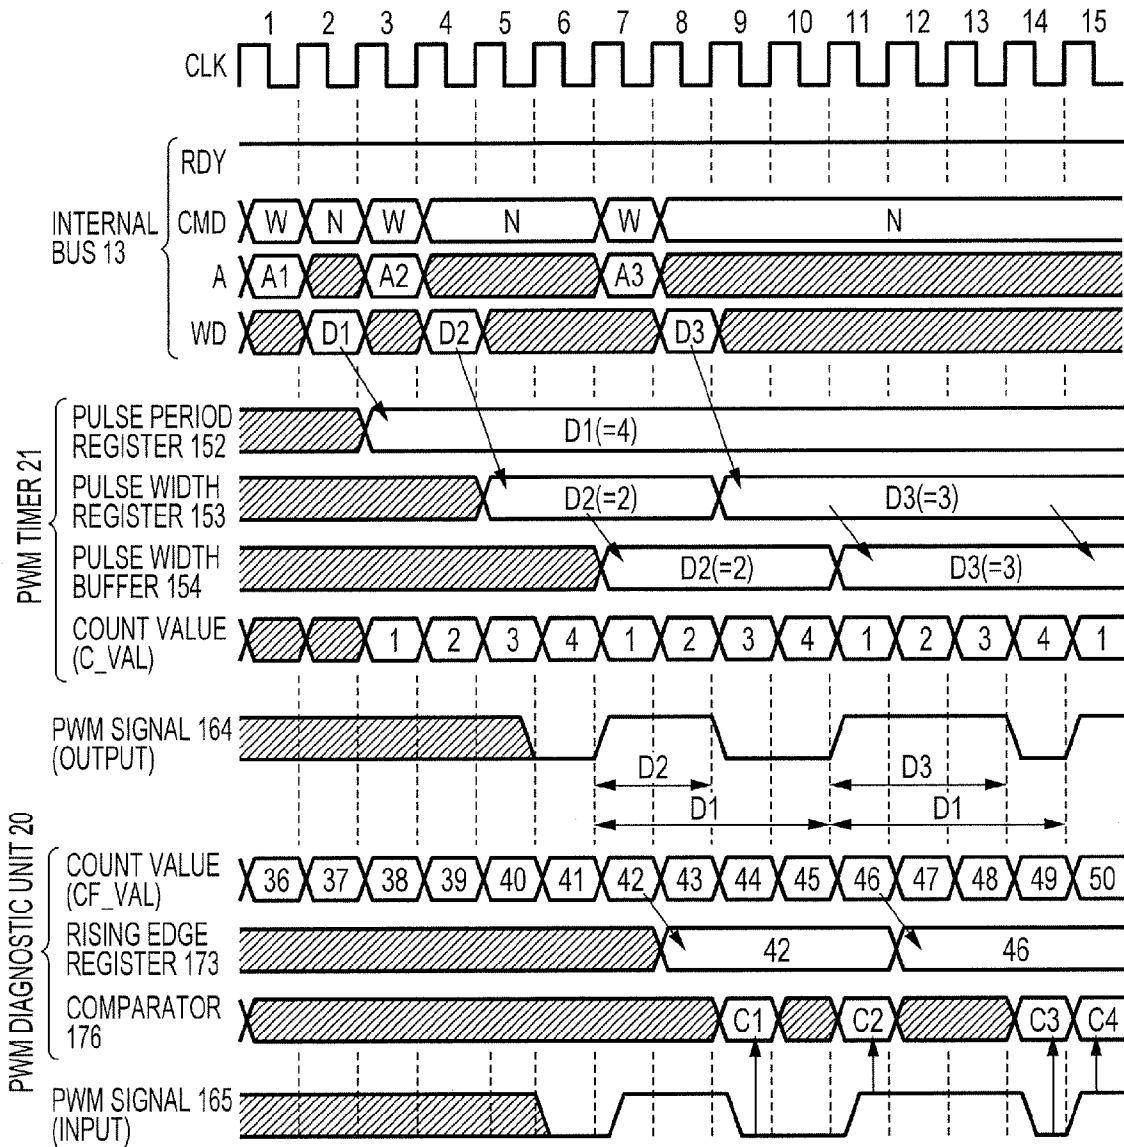 1 2 3 4 5 6 7 8 9 10 11 12 13 14 15
CLK
INTERNAL
BUS 13
RDY
CMD W N W N W N
A A1 A2 A3
WD D1 D2 D3
PWM TIMER 21
PULSE PERIOD
REGISTER 152
D1(=4)
PULSE WIDTH
REGISTER 153
D2(=2) D3(=3)
PULSE WIDTH
BUFFER 154
D2(=2) D3(=3)
COUNT VALUE
(C_VAL)
1 2 3 4 1 2 3 4 1 2 3 4 1
PWM SIGNAL 164
(OUTPUT)
D2 D3
D1 D1
PWM DIAGNOSTIC UNIT 20
COUNT VALUE
(CF_VAL)
36 37 38 39 40 41 42 43 44 45 46 47 48 49 50
RISING EDGE
REGISTER 173
42 46
COMPARATOR
176
C1 C2 C3 C4
PWM SIGNAL 165
(INPUT)